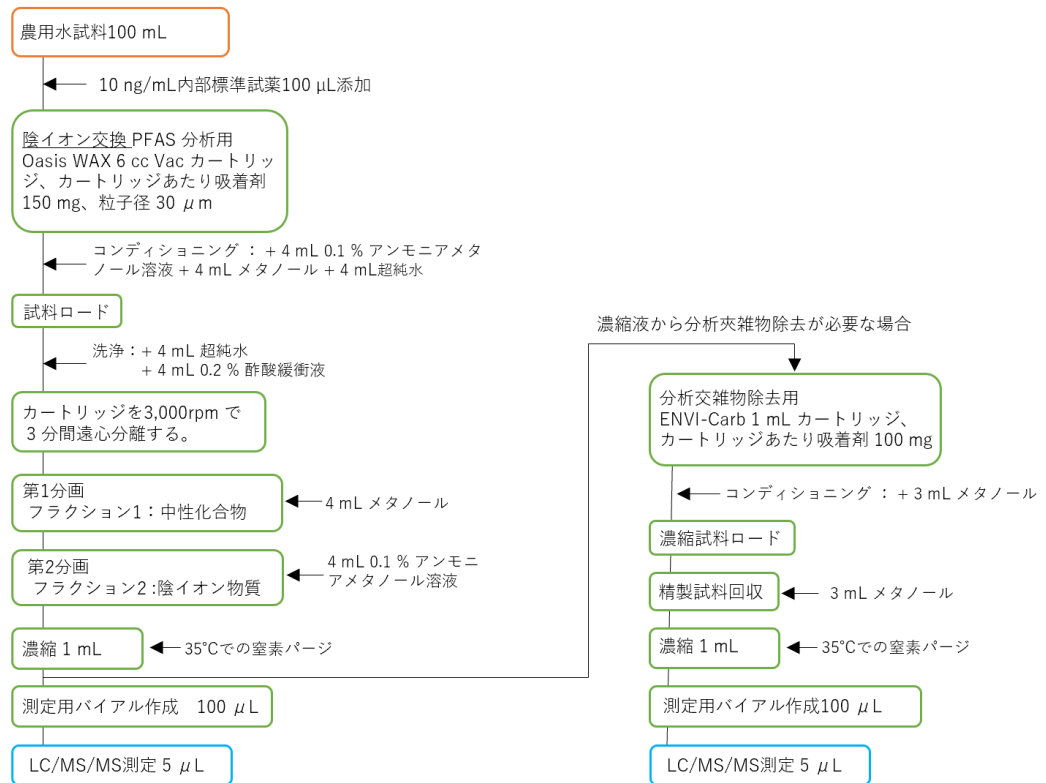 農用水試料100 mL
10 ng/mL内部標準試薬100 μL添加
陰イオン交換 PFAS 分析用
Oasis WAX 6 cc Vac カートリッ
ジ、カートリッジあたり吸着剤
150 mg、粒子径 30 μm
コンディショニング ： + 4 mL 0.1 % アンモニアメタ
ノール溶液 + 4 mL メタノール + 4 mL超純水
試料ロード
洗浄：+ 4 mL 超純水
+ 4 mL 0.2 % 酢酸緩衝液
カートリッジを3,000rpm で
３分間遠心分離する。
第1分画
フラクション1：中性化合物
4 mL メタノール
第2分画
フラクション2 :陰イオン物質
4 mL 0.1 % アンモニ
アメタノール溶液
濃縮 1 mL
35℃での窒素パージ
測定用バイアル作成　100 μL
LC/MS/MS測定 5 μL
濃縮液から分析夾雑物除去が必要な場合
分析交雑物除去用
ENVI-Carb 1 mL カートリッジ、
カートリッジあたり吸着剤 100 mg
コンディショニング ： + 3 mL メタノール
濃縮試料ロード
精製試料回収
3 mL メタノール
濃縮 1 mL
35℃での窒素パージ
測定用バイアル作成100 μL
LC/MS/MS測定 5 μL